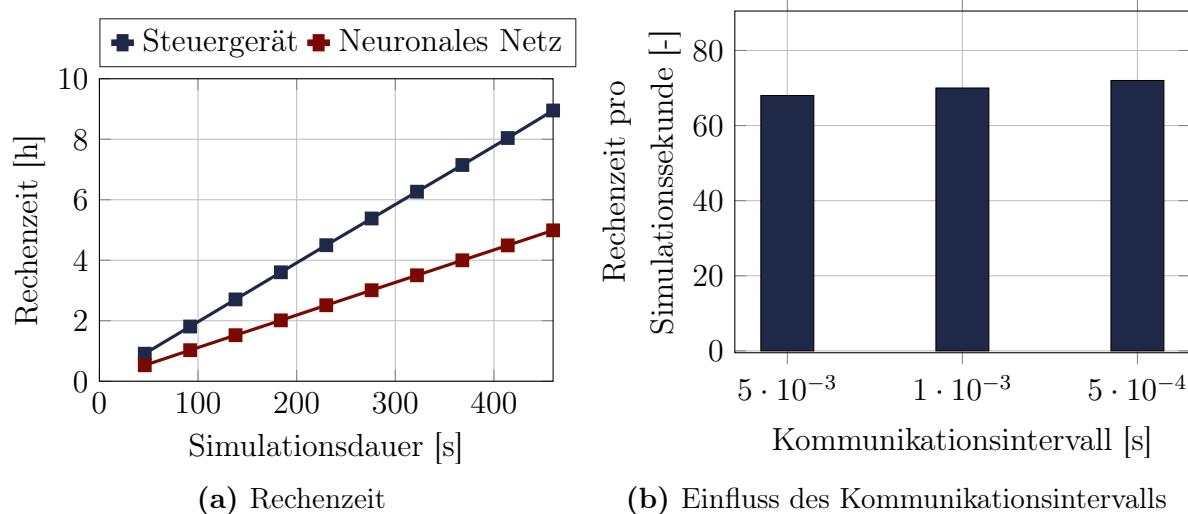 Steuergerät Neuronales Netz
Rechenzeit [h]
10
8
6
4
2
0
0 100 200 300 400
Simulationsdauer [s]
(a) Rechenzeit
Rechenzeit pro
Simulationssekunde [-]
80
60
40
20
0
5 · 10⁻³ 1 · 10⁻³ 5 · 10⁻⁴
Kommunikationsintervall [s]
(b) Einfluss des Kommunikationsintervalls